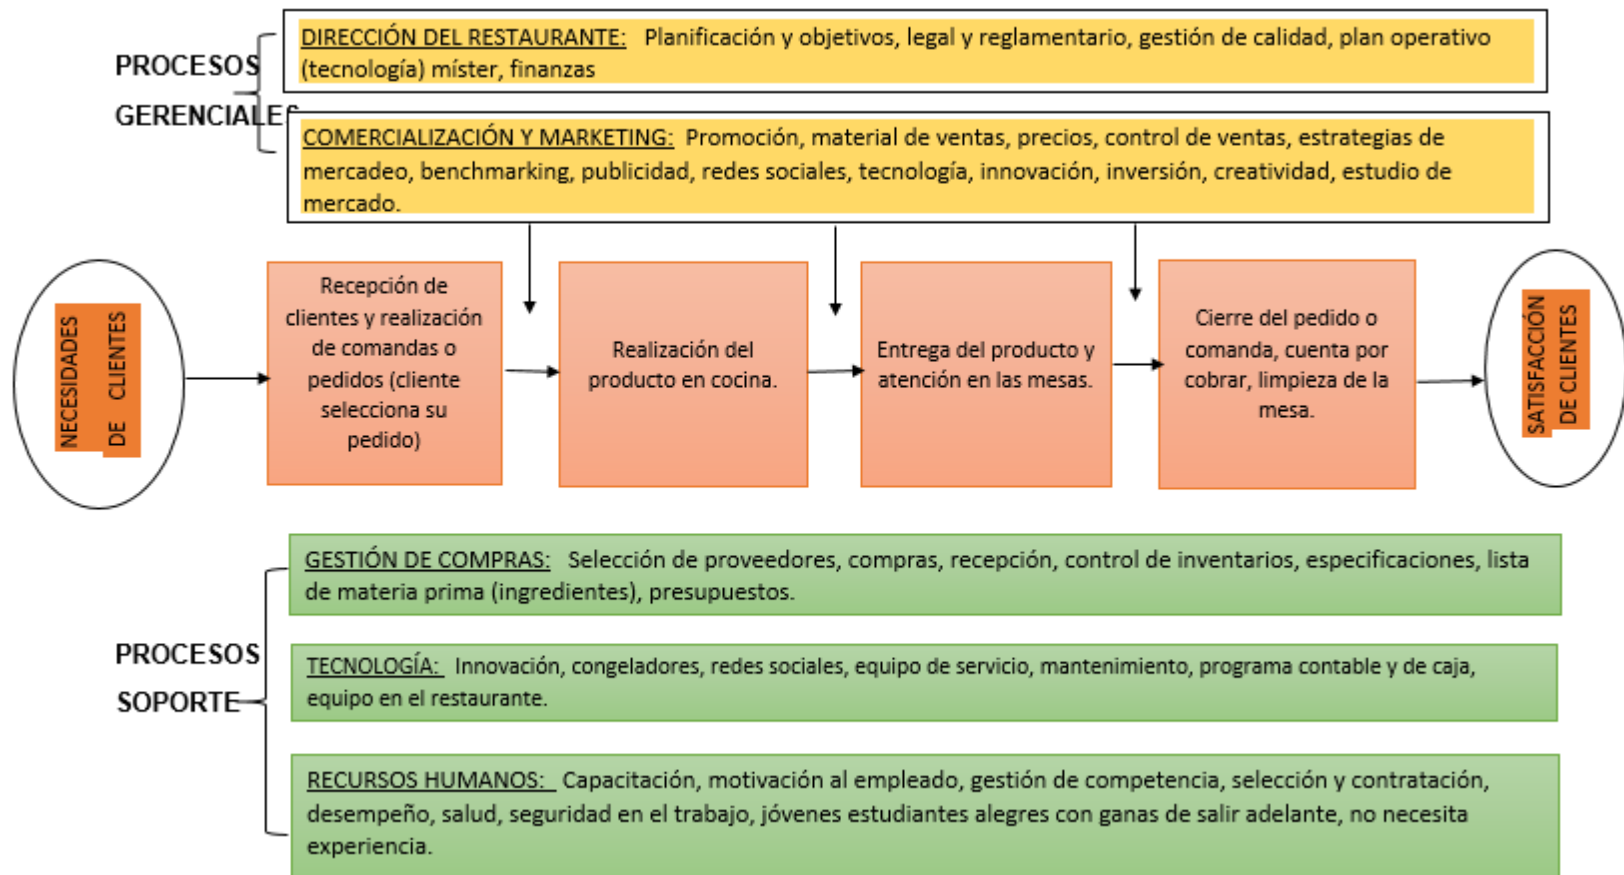 PROCESOS
GERENCIALES
DIRECCIÓN DEL RESTAURANTE: Planificación y objetivos, legal y reglamentario, gestión de calidad, plan operativo
(tecnología) míster, finanzas
COMERCIALIZACIÓN Y MARKETING: Promoción, material de ventas, precios, control de ventas, estrategias de
mercadeo, benchmarking, publicidad, redes sociales, tecnología, innovación, inversión, creatividad, estudio de
mercado.
NECESIDADES
DE CLIENTES
Recepción de
clientes y realización
de comandas o
pedidos (cliente
selecciona su
pedido)
Realización del
producto en cocina.
Entrega del producto y
atención en las mesas.
Cierre del pedido o
comanda, cuenta por
cobrar, limpieza de la
mesa.
SATISFACCIÓN
DE CLIENTES
PROCESOS
SOPORTE
GESTIÓN DE COMPRAS: Selección de proveedores, compras, recepción, control de inventarios, especificaciones, lista
de materia prima (ingredientes), presupuestos.
TECNOLOGÍA: Innovación, congeladores, redes sociales, equipo de servicio, mantenimiento, programa contable y de caja,
equipo en el restaurante.
RECURSOS HUMANOS: Capacitación, motivación al empleado, gestión de competencia, selección y contratación,
desempeño, salud, seguridad en el trabajo, jóvenes estudiantes alegres con ganas de salir adelante, no necesita
experiencia.